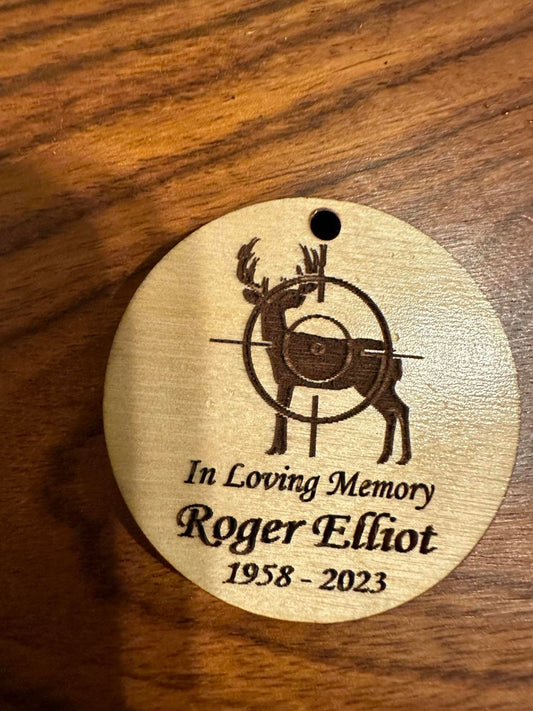 In Loving Memory
Roger Elliot
1958 - 2023